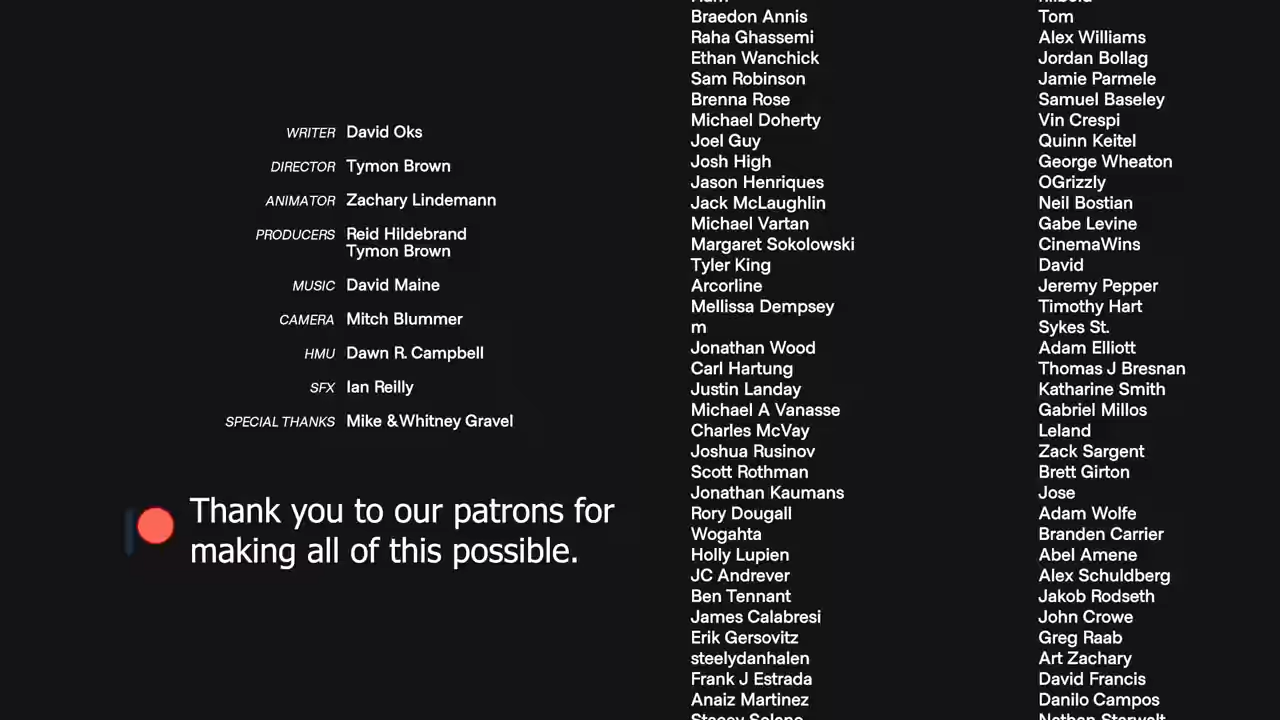 WRITER David Oks
DIRECTOR Tymon Brown
ANIMATOR Zachary Lindemann
PRODUCERS Reid Hildebrand
Tymon Brown
MUSIC David Maine
CAMERA Mitch Blummer
HMU Dawn R. Campbell
SFX Ian Reilly
SPECIAL THANKS Mike & Whitney Gravel
Thank you to our patrons for
making all of this possible.
Braedon Annis
Raha Ghassemi
Ethan Wanchick
Sam Robinson
Brenna Rose
Michael Doherty
Joel Guy
Josh High
Jason Henriques
Jack McLaughlin
Michael Vartan
Margaret Sokolowski
Tyler King
Arcorline
Mellissa Dempsey
m
Jonathan Wood
Carl Hartung
Justin Landay
Michael A Vanasse
Charles McVay
Joshua Rusinov
Scott Rothman
Jonathan Kaumans
Rory Dougall
Wogahta
Holly Lupien
JC Andrever
Ben Tennant
James Calabresi
Erik Gersovitz
steelydanhalen
Frank J Estrada
Anaiz Martinez
Tom
Alex Williams
Jordan Bollag
Jamie Parmele
Samuel Baseley
Vin Crespi
Quinn Keitel
George Wheaton
OGrizzly
Neil Bostian
Gabe Levine
CinemaWins
David
Jeremy Pepper
Timothy Hart
Sykes St.
Adam Elliott
Thomas J Bresnan
Katharine Smith
Gabriel Millos
Leland
Zack Sargent
Brett Girton
Jose
Adam Wolfe
Branden Carrier
Abel Amene
Alex Schuldberg
Jakob Rodseth
John Crowe
Greg Raab
Art Zachary
David Francis
Danilo Campos